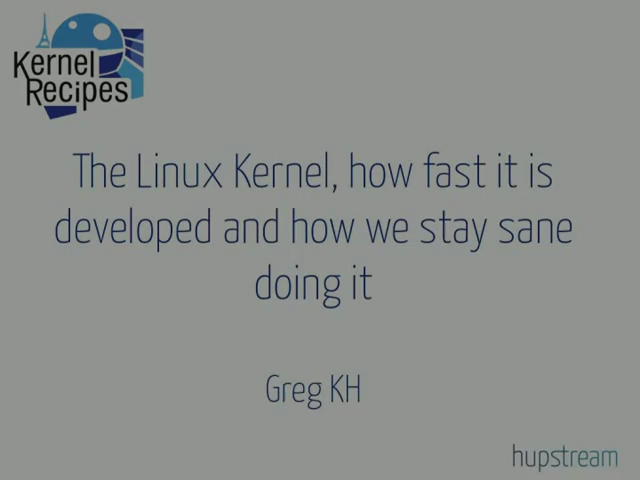 Kernel
Recipes
The Linux Kernel, how fast it is
developed and how we stay sane
doing it
Greg KH
hupstream